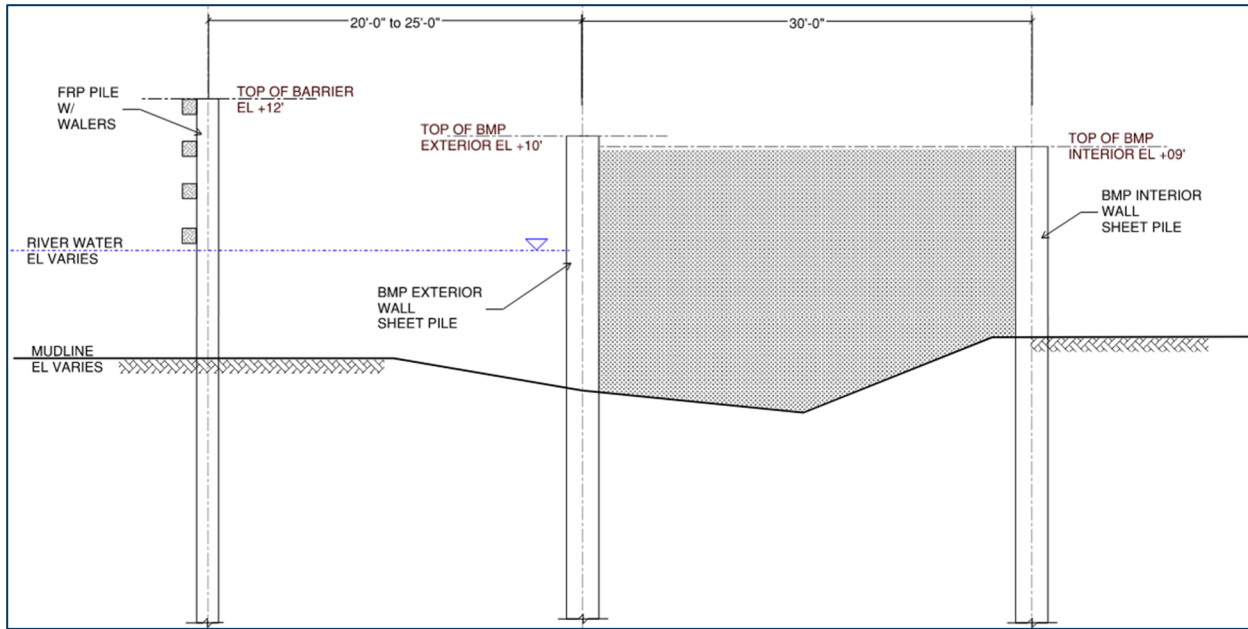 20'-0" to 25'-0"
30'-0"
FRP PILE
W/
WALERS
TOP OF BARRIER
EL +12'
TOP OF BMP
EXTERIOR EL +10'
TOP OF BMP
INTERIOR EL +09'
BMP INTERIOR
WALL
SHEET PILE
RIVER WATER
EL VARIES
BMP EXTERIOR
WALL
SHEET PILE
MUDLINE
EL VARIES